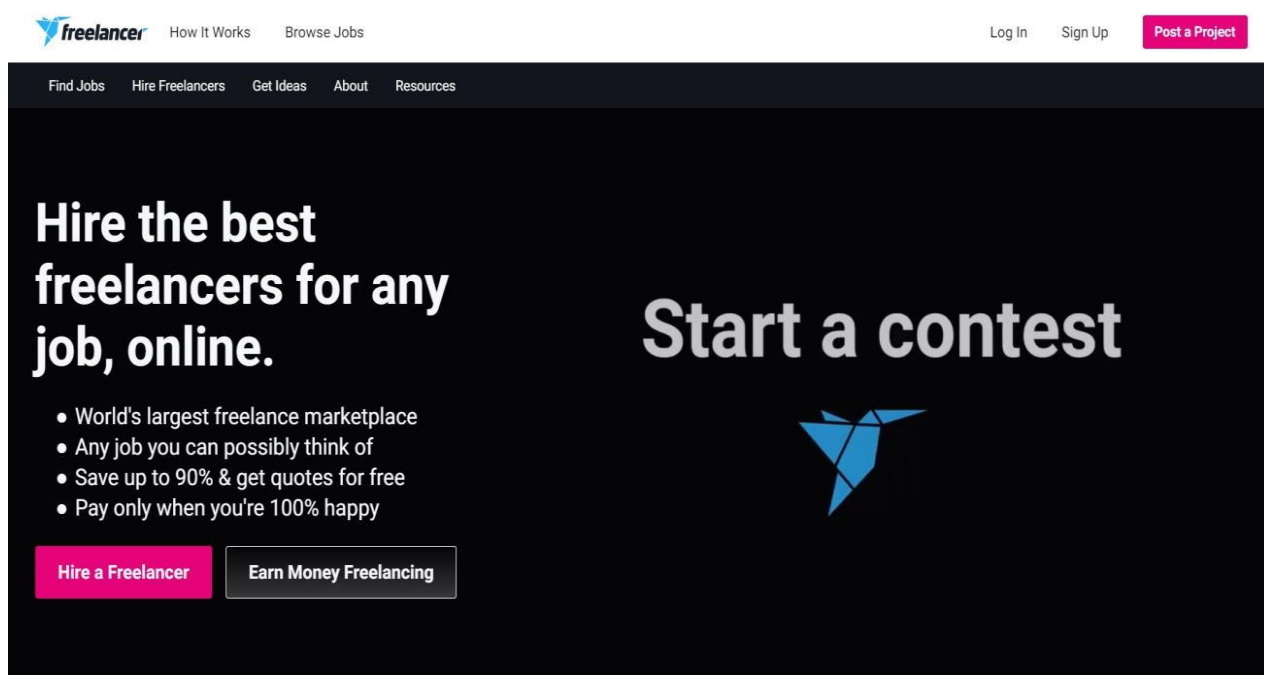 freelancer How It Works Browse Jobs Log In Sign Up Post a Project
Find Jobs Hire Freelancers Get Ideas About Resources
Hire the best
freelancers for any
job, online.
● World's largest freelance marketplace
● Any job you can possibly think of
● Save up to 90% & get quotes for free
● Pay only when you're 100% happy
Hire a Freelancer Earn Money Freelancing
Start a contest